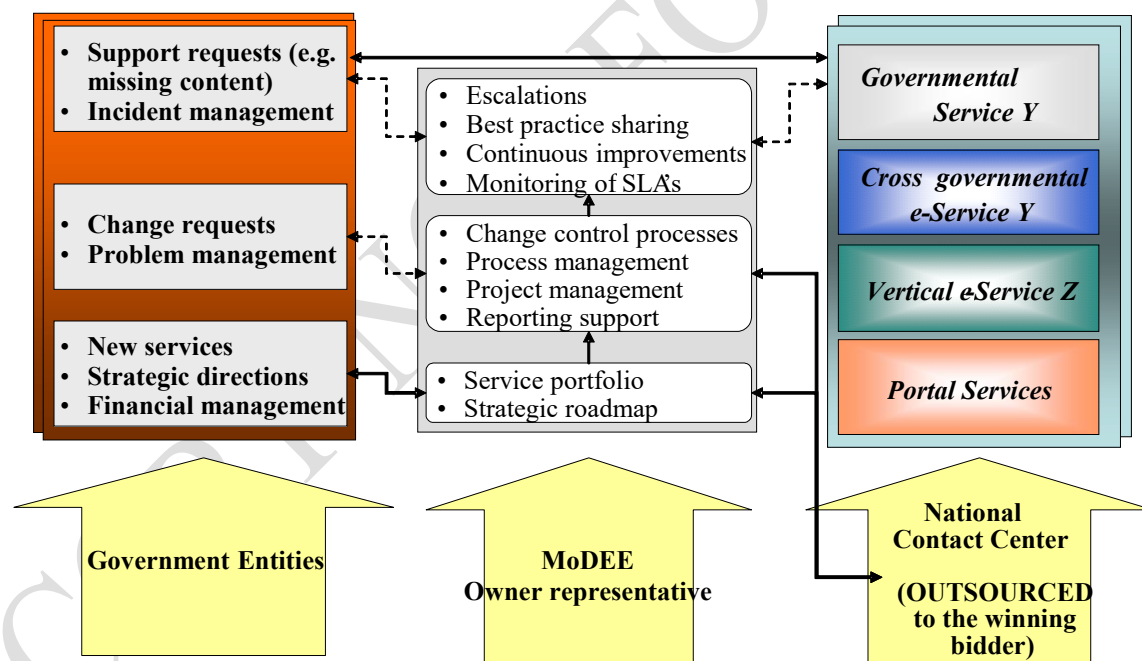 • Support requests (e.g.
missing content)
• Incident management
• Change requests
• Problem management
• New services
• Strategic directions
• Financial management
• Escalations
• Best practice sharing
• Continuous improvements
• Monitoring of SLA's
• Change control processes
• Process management
• Project management
• Reporting support
• Service portfolio
• Strategic roadmap
Governmental
Service Y
Cross governmental
e-Service Y
Vertical e-Service Z
Portal Services
Government Entities
MoDEE
Owner representative
National
Contact Center
(OUTSOURCED
to the winning
bidder)